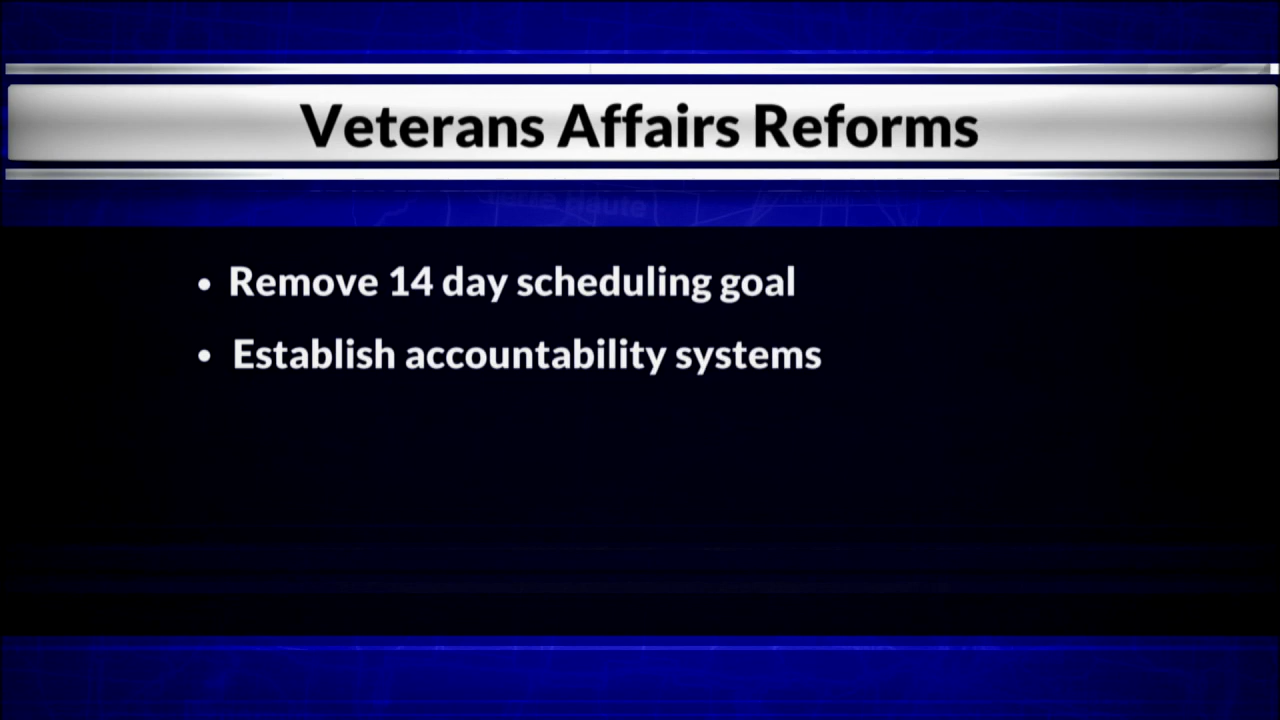 Veterans Affairs Reforms
• Remove 14 day scheduling goal
• Establish accountability systems